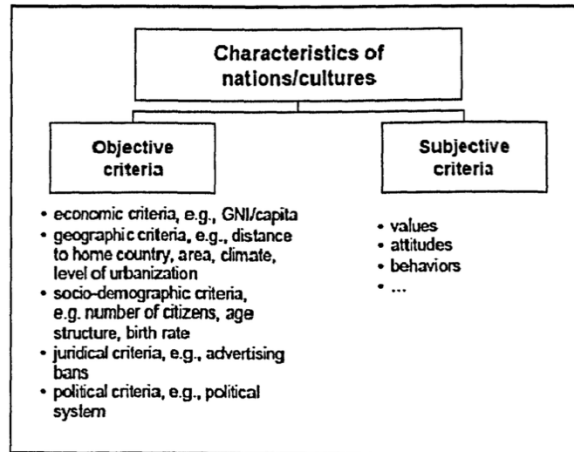 Characteristics of
nations/cultures
Objective
criteria
• economic criteria, e.g., GNI/capita
• geographic criteria, e.g., distance
to home country, area, climate,
level of urbanization
• socio-demographic criteria,
e.g. number of citizens, age
structure, birth rate
• juridical criteria, e.g., advertising
bans
• political criteria, e.g., political
system
Subjective
criteria
• values
• attitudes
• behaviors
• ...